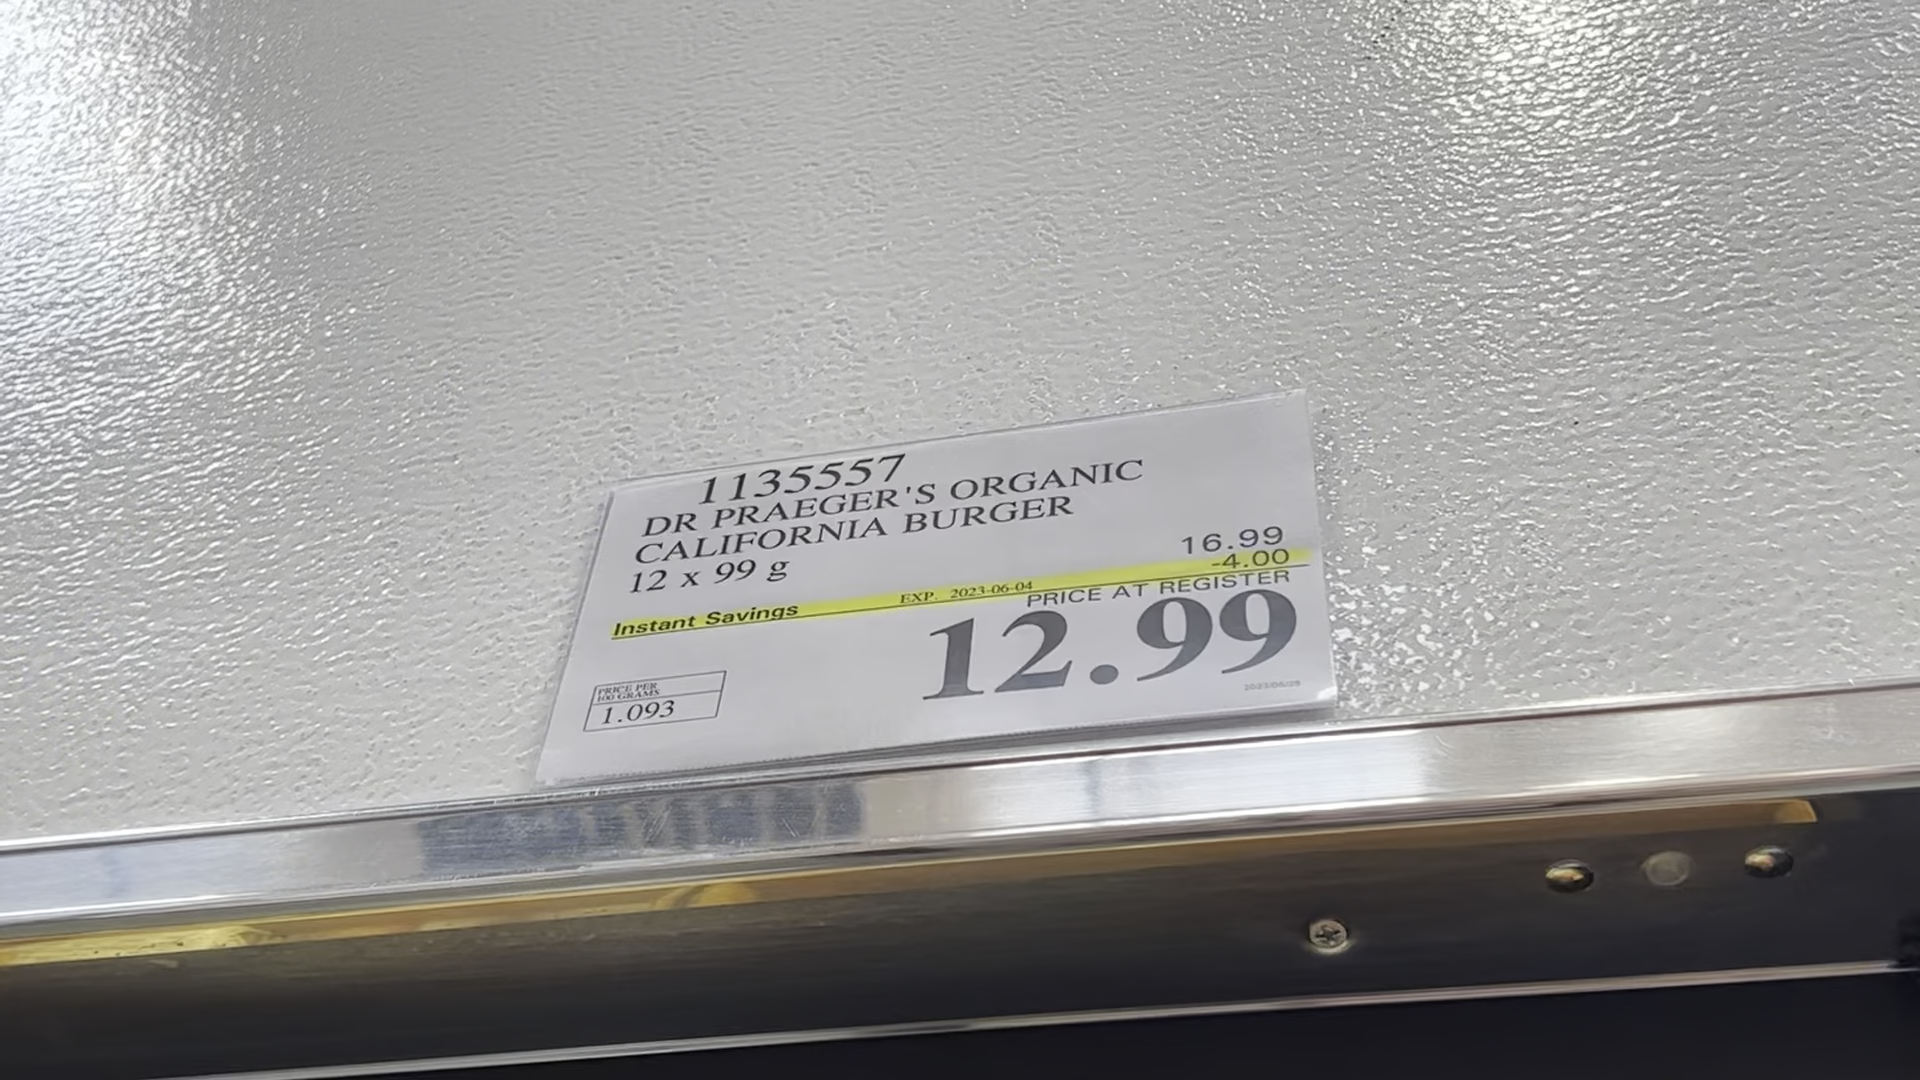 1135557
DR PRAEGER'S ORGANIC
CALIFORNIA BURGER
12 x 99 g
16.99
Instant Savings EXP. 2023-06-04 -4.00
PRICE AT REGISTER
12.99
PRICE PER
100 GRAMS
1.093